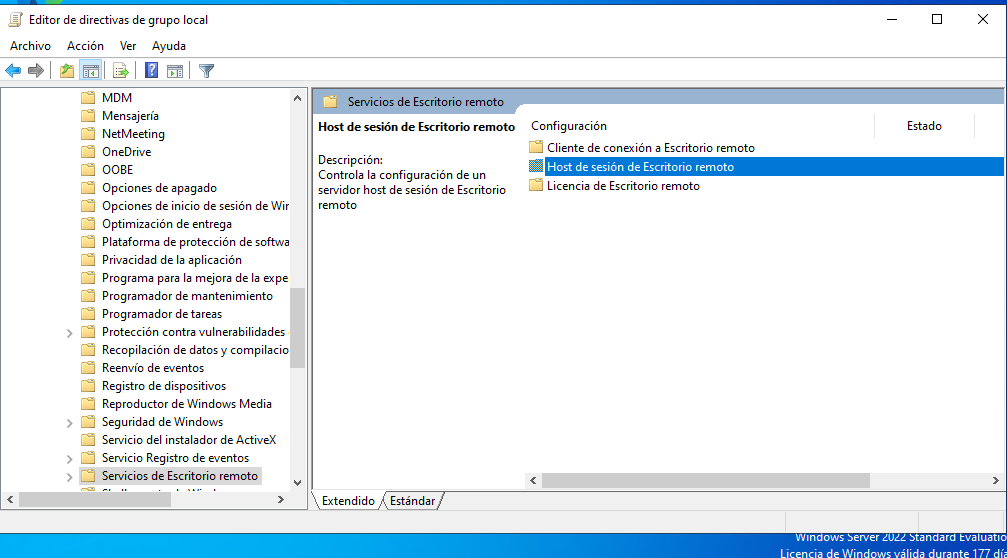 Editor de directivas de grupo local
Archivo Acción Ver Ayuda
MDM
Mensajería
NetMeeting
OneDrive
OOBE
Opciones de apagado
Opciones de inicio de sesión de Wir
Optimización de entrega
Plataforma de protección de softwa
Privacidad de la aplicación
Programa para la mejora de la expe
Programador de mantenimiento
Programador de tareas
Protección contra vulnerabilidades
Recopilación de datos y compilacio
Reenvío de eventos
Registro de dispositivos
Reproductor de Windows Media
Seguridad de Windows
Servicio del instalador de ActiveX
Servicio Registro de eventos
Servicios de Escritorio remoto
Servicios de Escritorio remoto
Host de sesión de Escritorio remoto
Descripción:
Controla la configuración de un
servidor host de sesión de Escritorio
remoto
Configuración Estado
Cliente de conexión a Escritorio remoto
Host de sesión de Escritorio remoto
Licencia de Escritorio remoto
Extendido Estándar
Windows Server 2022 Standard Evaluatio
Licencia de Windows válida durante 177 dí